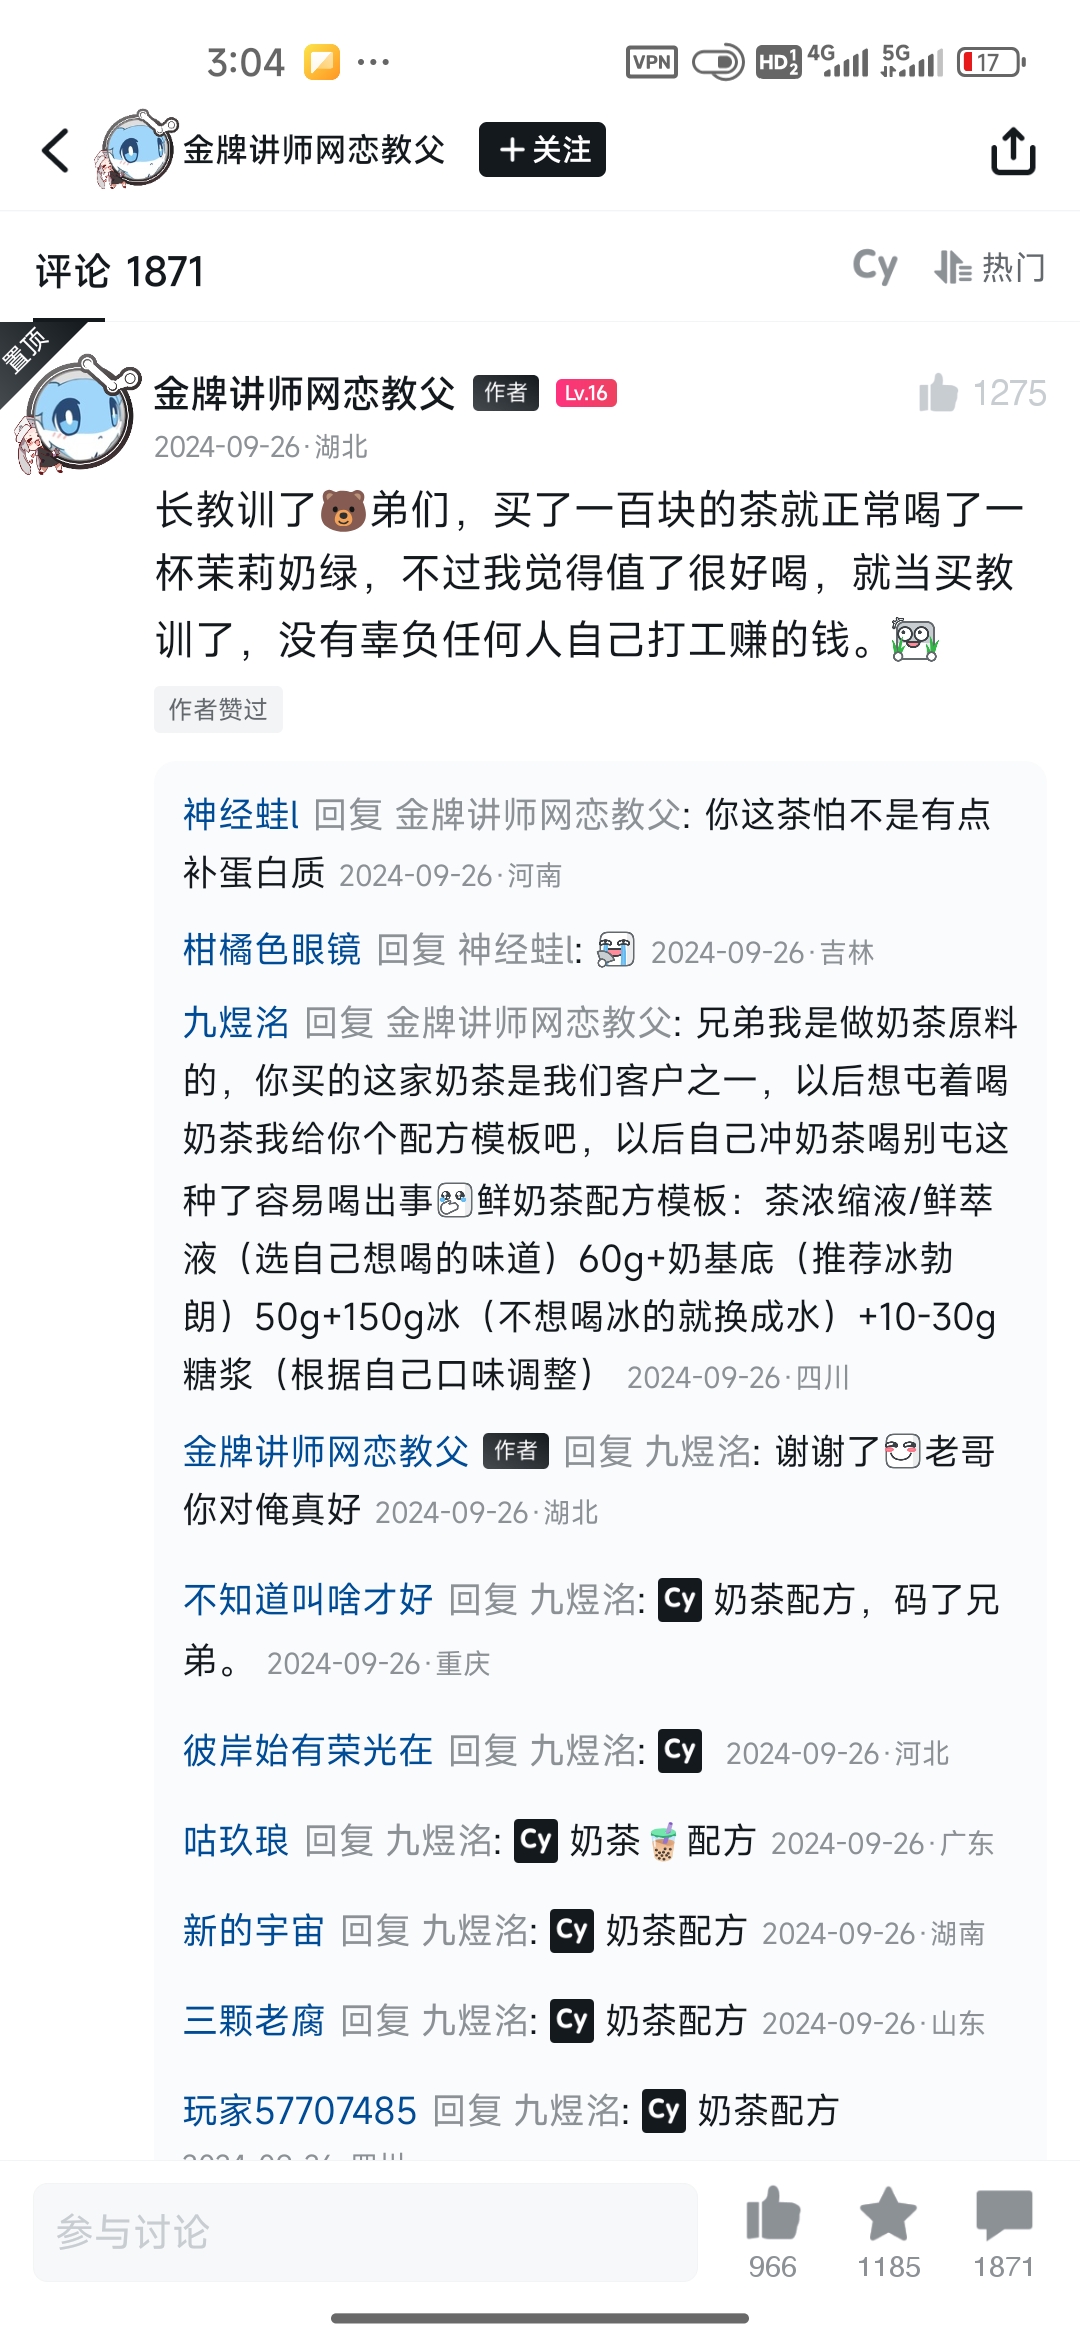 3:04 ··· VPN HD 1 2 4G 5G 17
金牌讲师网恋教父 +关注
评论 1871 Cy 热门
置顶
金牌讲师网恋教父 作者 Lv.16 1275
2024-09-26·湖北
长教训了🐻弟们，买了一百块的茶就正常喝了一
杯茉莉奶绿，不过我觉得值了很好喝，就当买教
训了，没有辜负任何人自己打工赚的钱。
作者赞过
神经蛙l 回复 金牌讲师网恋教父: 你这茶怕不是有点
补蛋白质 2024-09-26·河南
柑橘色眼镜 回复 神经蛙l: 2024-09-26·吉林
九煜洺 回复 金牌讲师网恋教父: 兄弟我是做奶茶原料
的，你买的这家奶茶是我们客户之一，以后想屯着喝
奶茶我给你个配方模板吧，以后自己冲奶茶喝别屯这
种了容易喝出事鲜奶茶配方模板：茶浓缩液/鲜萃
液（选自己想喝的味道）60g+奶基底（推荐冰勃
朗）50g+150g冰（不想喝冰的就换成水）+10-30g
糖浆（根据自己口味调整） 2024-09-26·四川
金牌讲师网恋教父 作者 回复 九煜洺: 谢谢了老哥
你对俺真好 2024-09-26·湖北
不知道叫啥才好 回复 九煜洺: Cy 奶茶配方，码了兄
弟。 2024-09-26·重庆
彼岸始有荣光在 回复 九煜洺: Cy 2024-09-26·河北
咕玖琅 回复 九煜洺: Cy 奶茶🧋配方 2024-09-26·广东
新的宇宙 回复 九煜洺: Cy 奶茶配方 2024-09-26·湖南
三颗老腐 回复 九煜洺: Cy 奶茶配方 2024-09-26·山东
玩家57707485 回复 九煜洺: Cy 奶茶配方
2024-09-26·四川
参与讨论
966 1185 1871